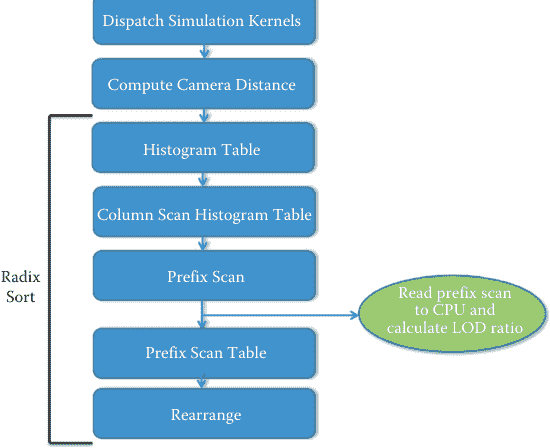 Dispatch Simulation Kernels
Compute Camera Distance
Histogram Table
Column Scan Histogram Table
Radix
Sort
Prefix Scan
Read prefix scan
to CPU and
calculate LOD ratio
Prefix Scan Table
Rearrange